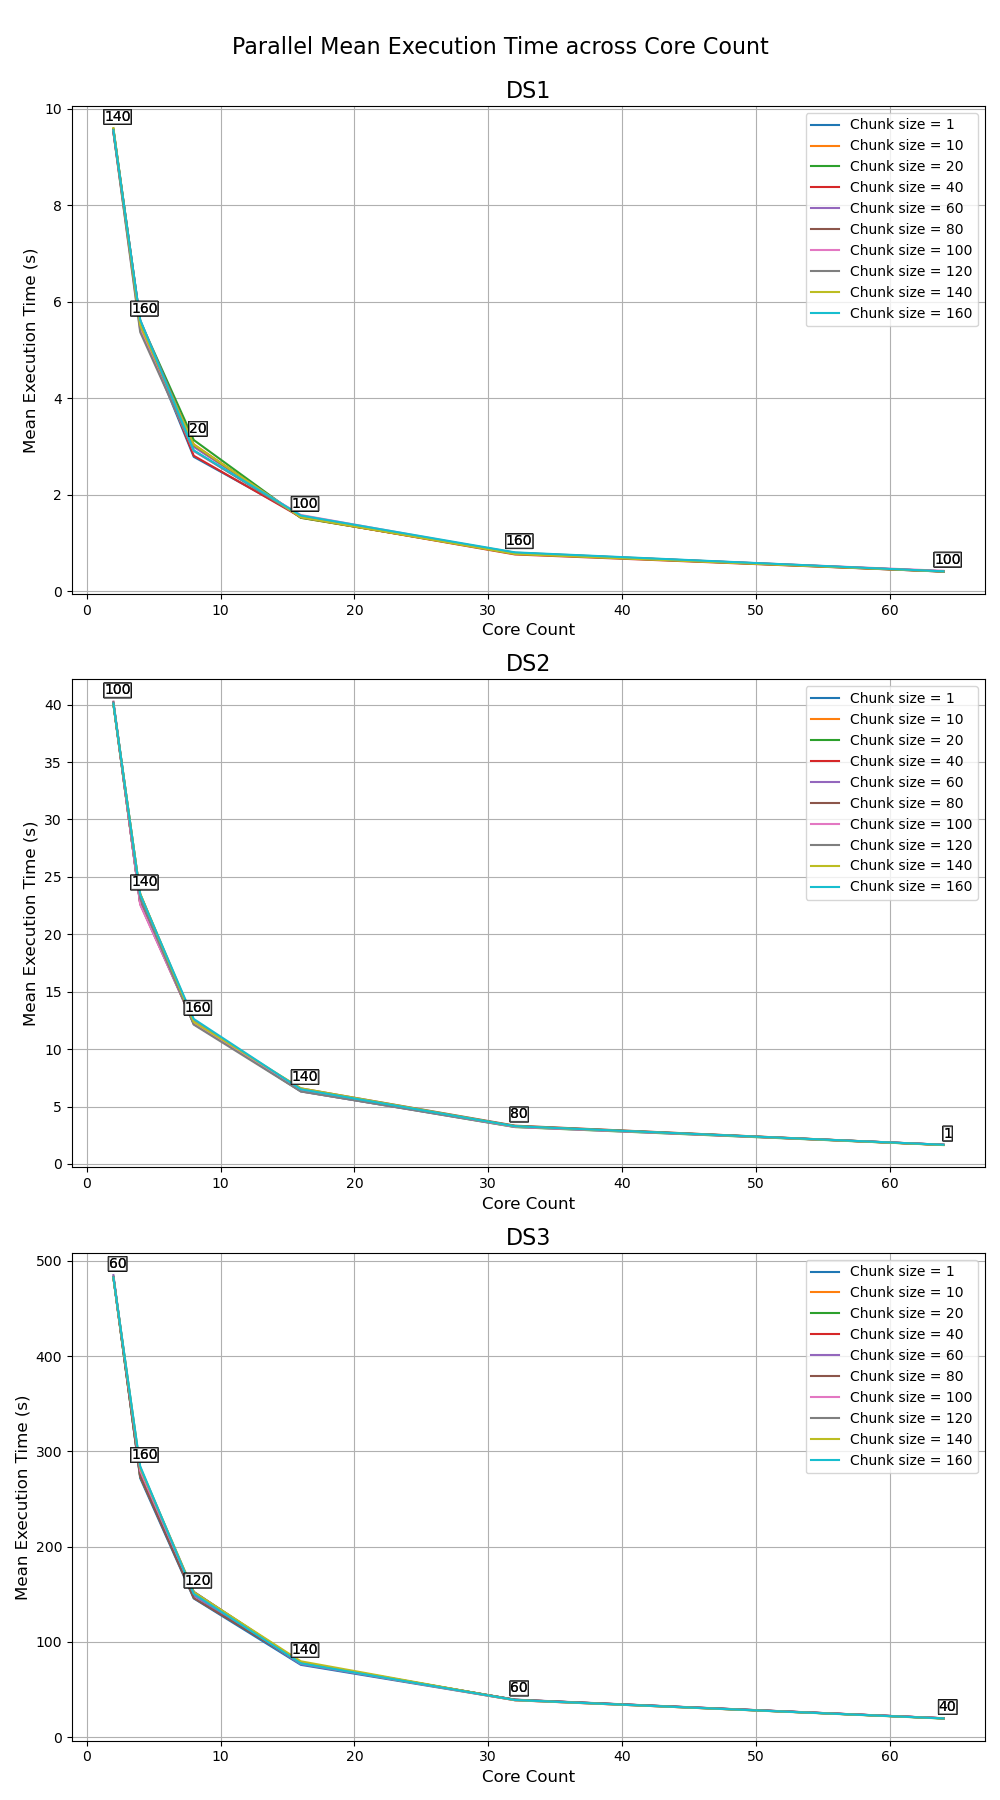 Parallel Mean Execution Time across Core Count
DS1
Mean Execution Time (s)
10
8
6
4
2
0
140
160
20
100
160
100
Chunk size = 1
Chunk size = 10
Chunk size = 20
Chunk size = 40
Chunk size = 60
Chunk size = 80
Chunk size = 100
Chunk size = 120
Chunk size = 140
Chunk size = 160
0 10 20 30 40 50 60
Core Count
DS2
Mean Execution Time (s)
40
35
30
25
20
15
10
5
0
100
140
160
140
80
1
Chunk size = 1
Chunk size = 10
Chunk size = 20
Chunk size = 40
Chunk size = 60
Chunk size = 80
Chunk size = 100
Chunk size = 120
Chunk size = 140
Chunk size = 160
0 10 20 30 40 50 60
Core Count
DS3
Mean Execution Time (s)
500
400
300
200
100
0
60
160
120
140
60
40
Chunk size = 1
Chunk size = 10
Chunk size = 20
Chunk size = 40
Chunk size = 60
Chunk size = 80
Chunk size = 100
Chunk size = 120
Chunk size = 140
Chunk size = 160
0 10 20 30 40 50 60
Core Count